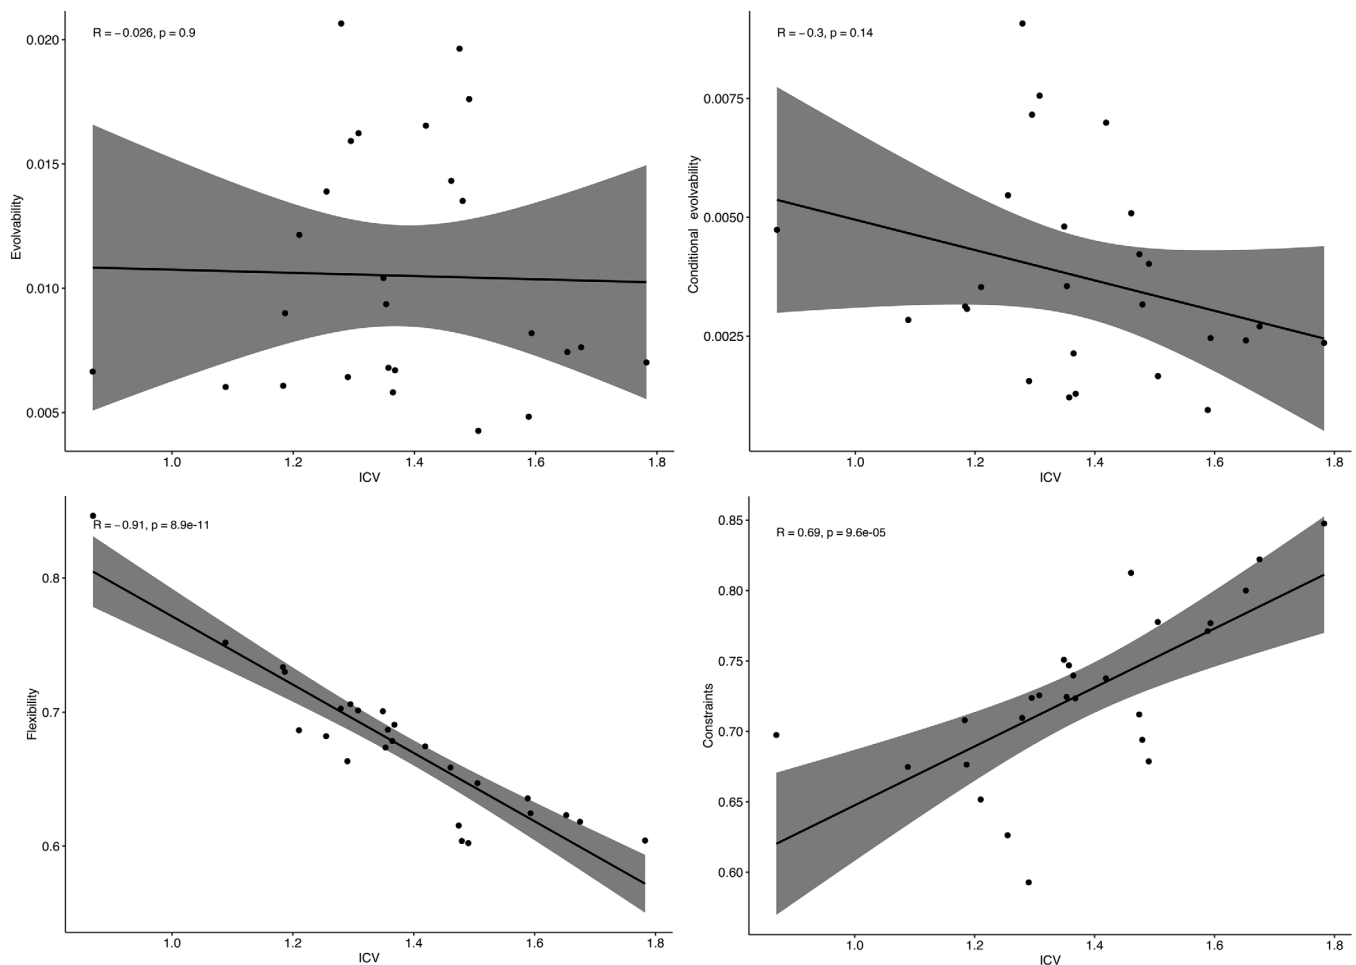 R = −0.026, p = 0.9
0.020
0.015
0.010
0.005
Evolvability
1.0 1.2 1.4 1.6 1.8
ICV
R = −0.3, p = 0.14
0.0075
0.0050
0.0025
Conditional evolvability
1.0 1.2 1.4 1.6 1.8
ICV
R = −0.91, p = 8.9e-11
0.8
0.7
0.6
Flexibility
1.0 1.2 1.4 1.6 1.8
ICV
R = 0.69, p = 9.6e-05
0.85
0.80
0.75
0.70
0.65
0.60
Constraints
1.0 1.2 1.4 1.6 1.8
ICV